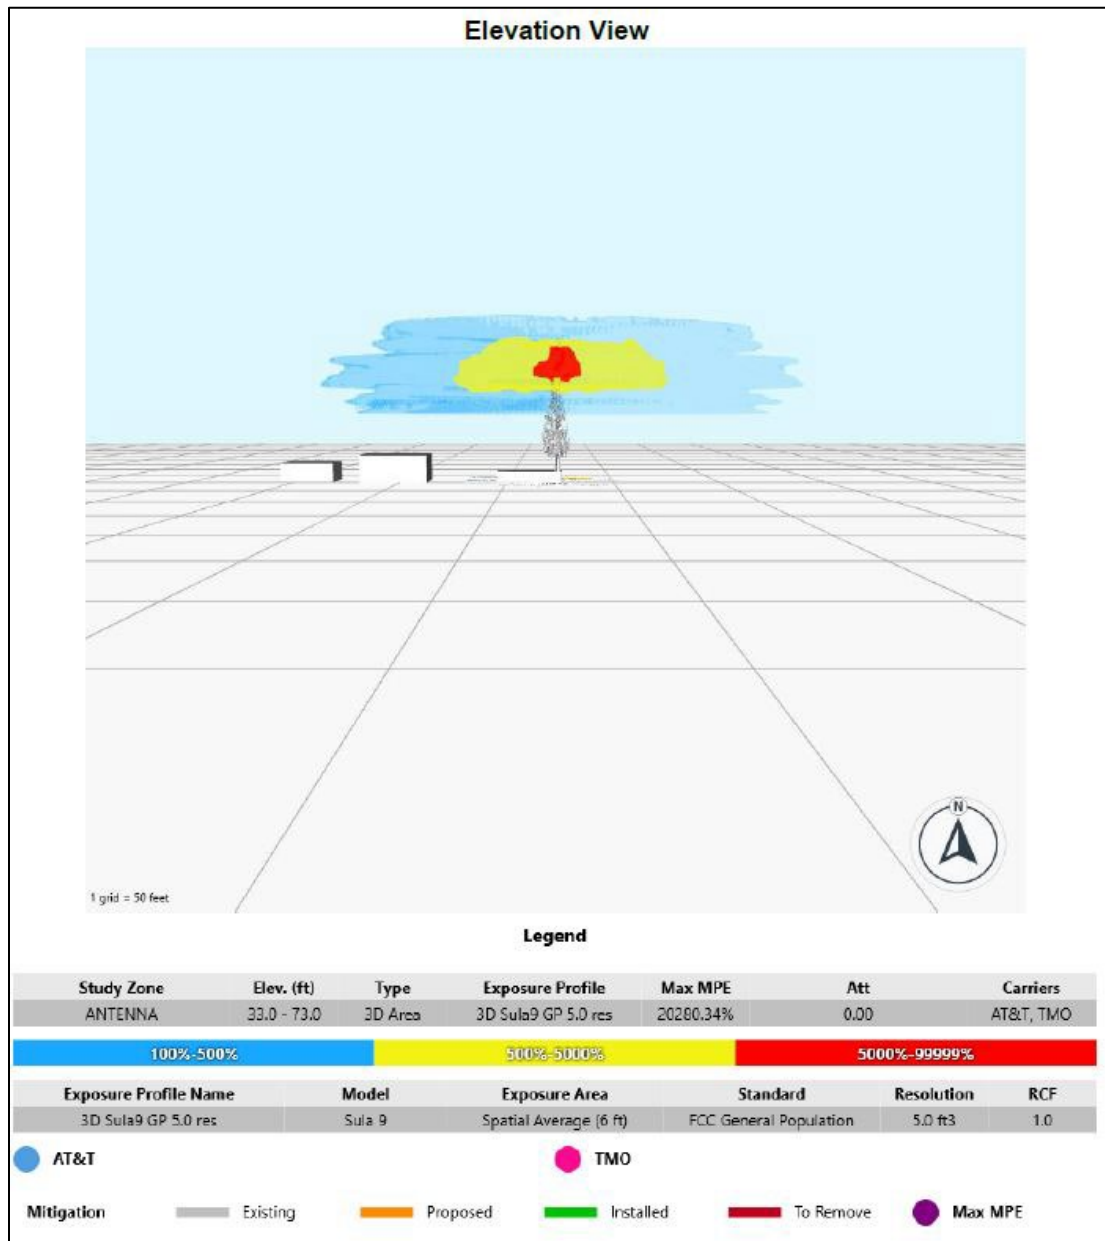 Elevation View
N
1 grid = 50 feet
Legend
Study Zone Elev. (ft) Type Exposure Profile Max MPE Att Carriers
ANTENNA 33.0 - 73.0 3D Area 3D Sula9 GP 5.0 res 20280.34% 0.00 AT&T, TMO
100%-500% 500%-5000% 5000%-99999%
Exposure Profile Name Model Exposure Area Standard Resolution RCF
3D Sula9 GP 5.0 res Sula 9 Spatial Average (6 ft) FCC General Population 5.0 ft3 1.0
AT&T TMO
Mitigation Existing Proposed Installed To Remove Max MPE